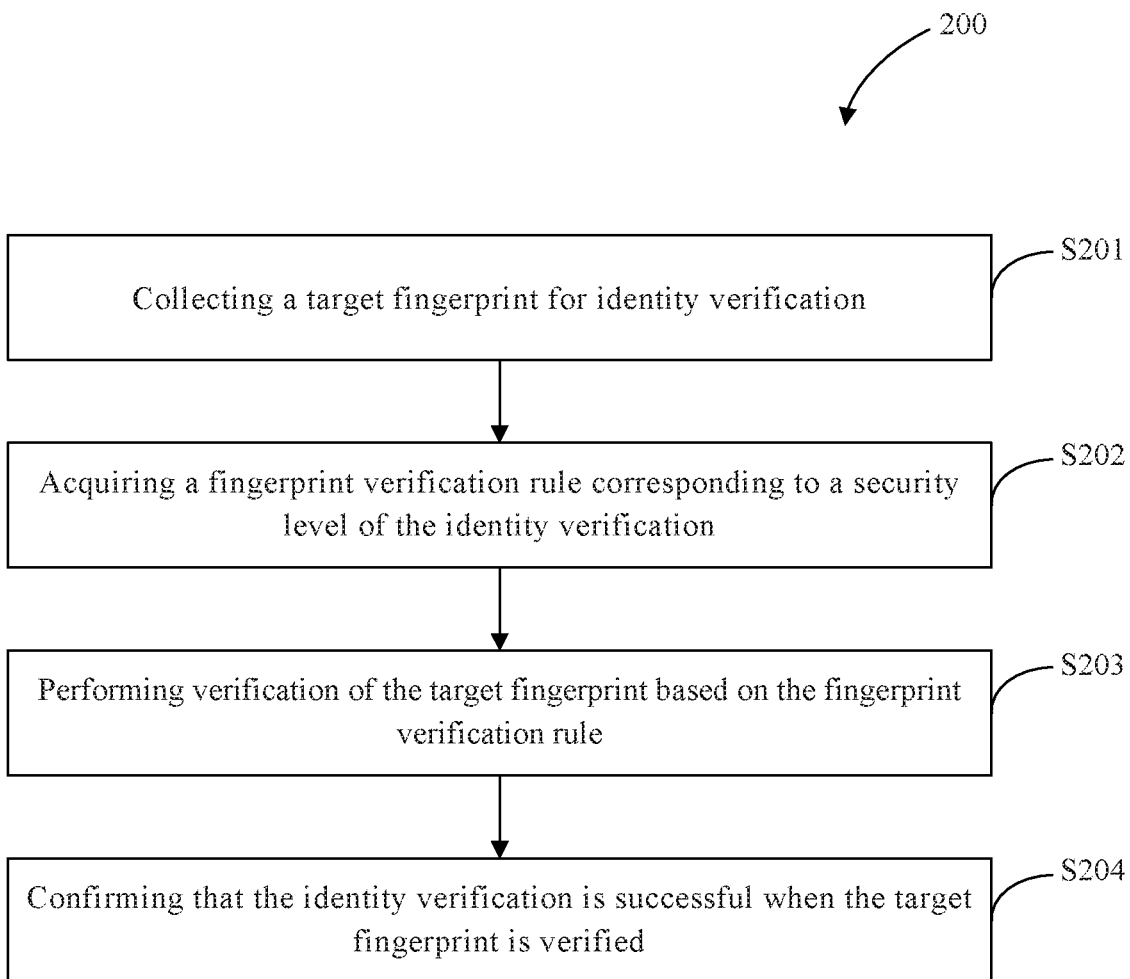 200
S201
Collecting a target fingerprint for identity verification
S202
Acquiring a fingerprint verification rule corresponding to a security
level of the identity verification
S203
Performing verification of the target fingerprint based on the fingerprint
verification rule
S204
Confirming that the identity verification is successful when the target
fingerprint is verified